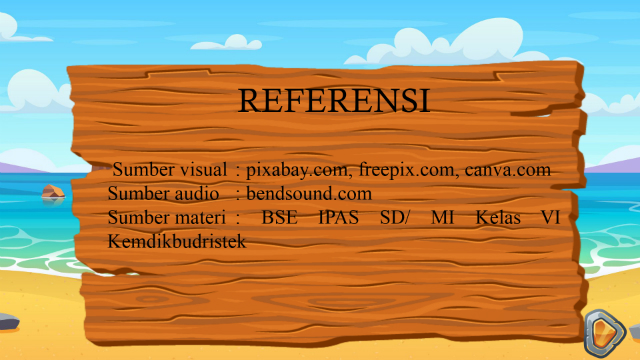 REFERENSI
Sumber visual : pixabay.com, freepix.com, canva.com
Sumber audio : bendsound.com
Sumber materi : BSE IPAS SD/ MI Kelas VI
Kemdikbudristek